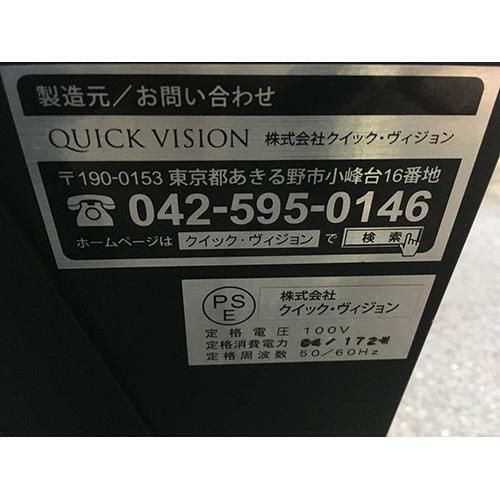 製造元／お問い合わせ
QUICK VISION 株式会社クイック・ヴィジョン
〒190-0153 東京都あきる野市小峰台16番地
☎ 042-595-0146
ホームページは クイック・ヴィジョン で 検索
PS
E
株式会社
クイック・ヴィジョン
定格電圧 100V
定格消費電力 64/172W
定格周波数 50/60Hz